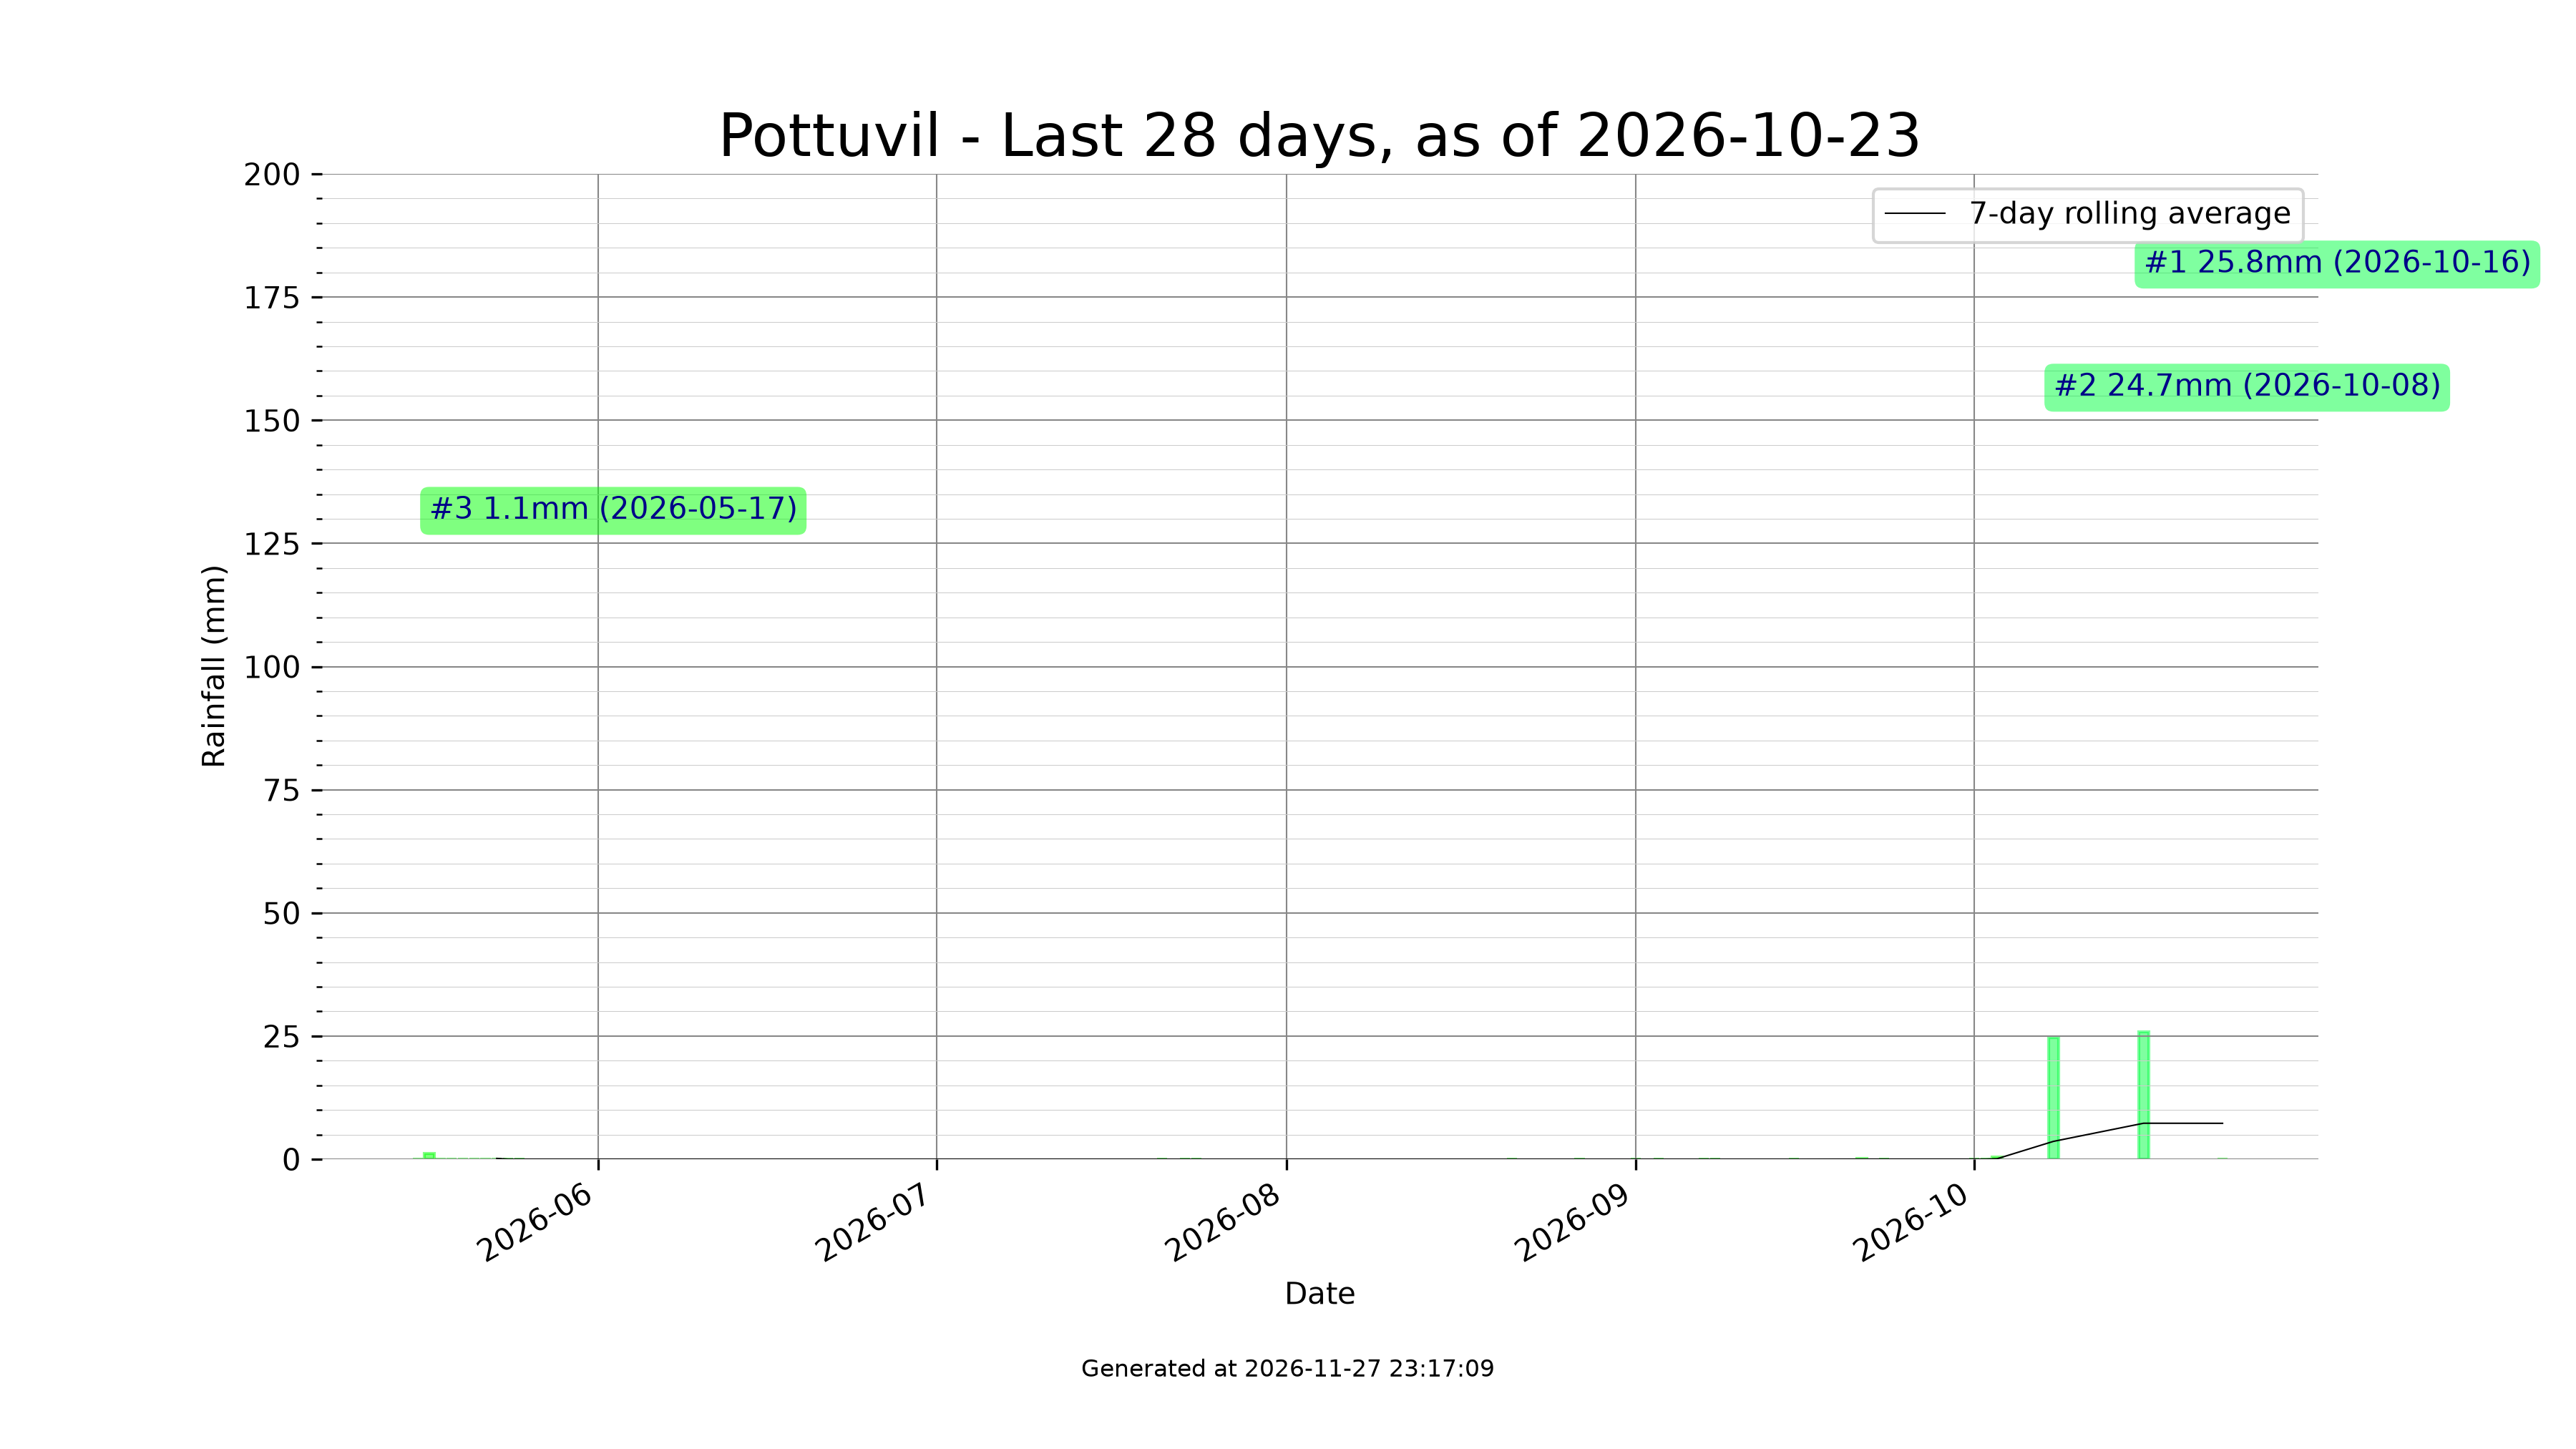 Pottuvil - Last 28 days, as of 2026-10-23
200
175
150
125
100
75
50
25
0
Rainfall (mm)
7-day rolling average
#1 25.8mm (2026-10-16)
#2 24.7mm (2026-10-08)
#3 1.1mm (2026-05-17)
2026-06
2026-07
2026-08
2026-09
2026-10
Date
Generated at 2026-11-27 23:17:09